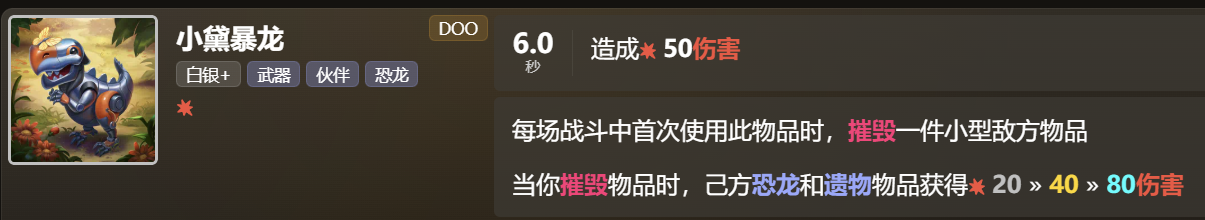 小黛暴龙
DOO
白银+ 武器 伙伴 恐龙
6.0
秒
造成 50伤害
每场战斗中首次使用此物品时，摧毁一件小型敌方物品
当你摧毁物品时，己方恐龙和遗物物品获得 20 » 40 » 80伤害